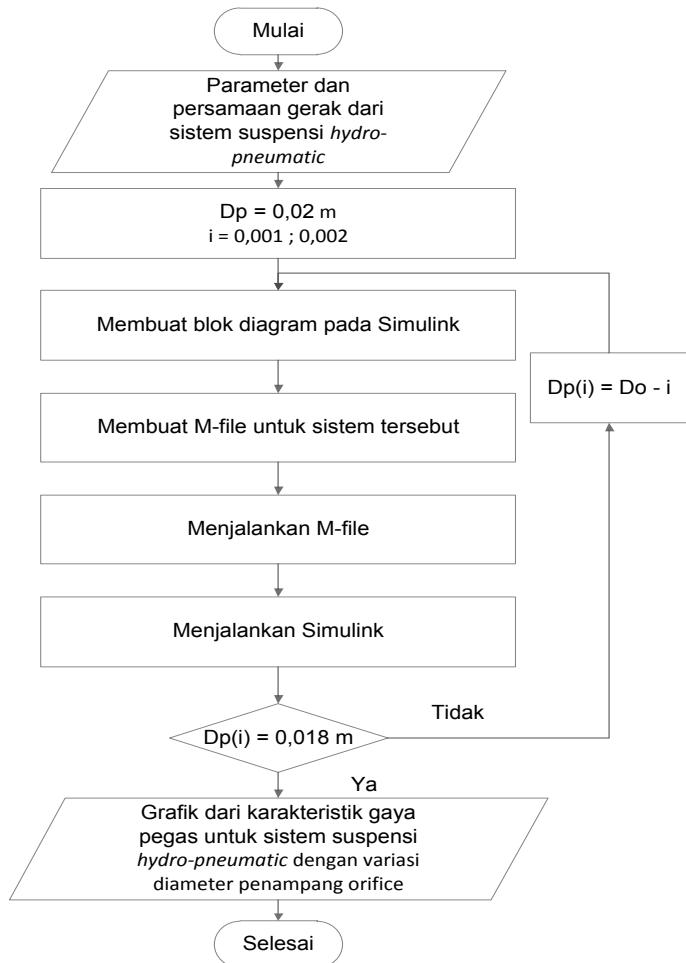 Mulai
Parameter dan
persamaan gerak dari
sistem suspensi hydro-
pneumatic
Dp = 0,02 m
i = 0,001 ; 0,002
Membuat blok diagram pada Simulink
Dp(i) = Do - i
Membuat M-file untuk sistem tersebut
Menjalankan M-file
Menjalankan Simulink
Tidak
Dp(i) = 0,018 m
Ya
Grafik dari karakteristik gaya
pegas untuk sistem suspensi
hydro-pneumatic dengan variasi
diameter penampang orifice
Selesai